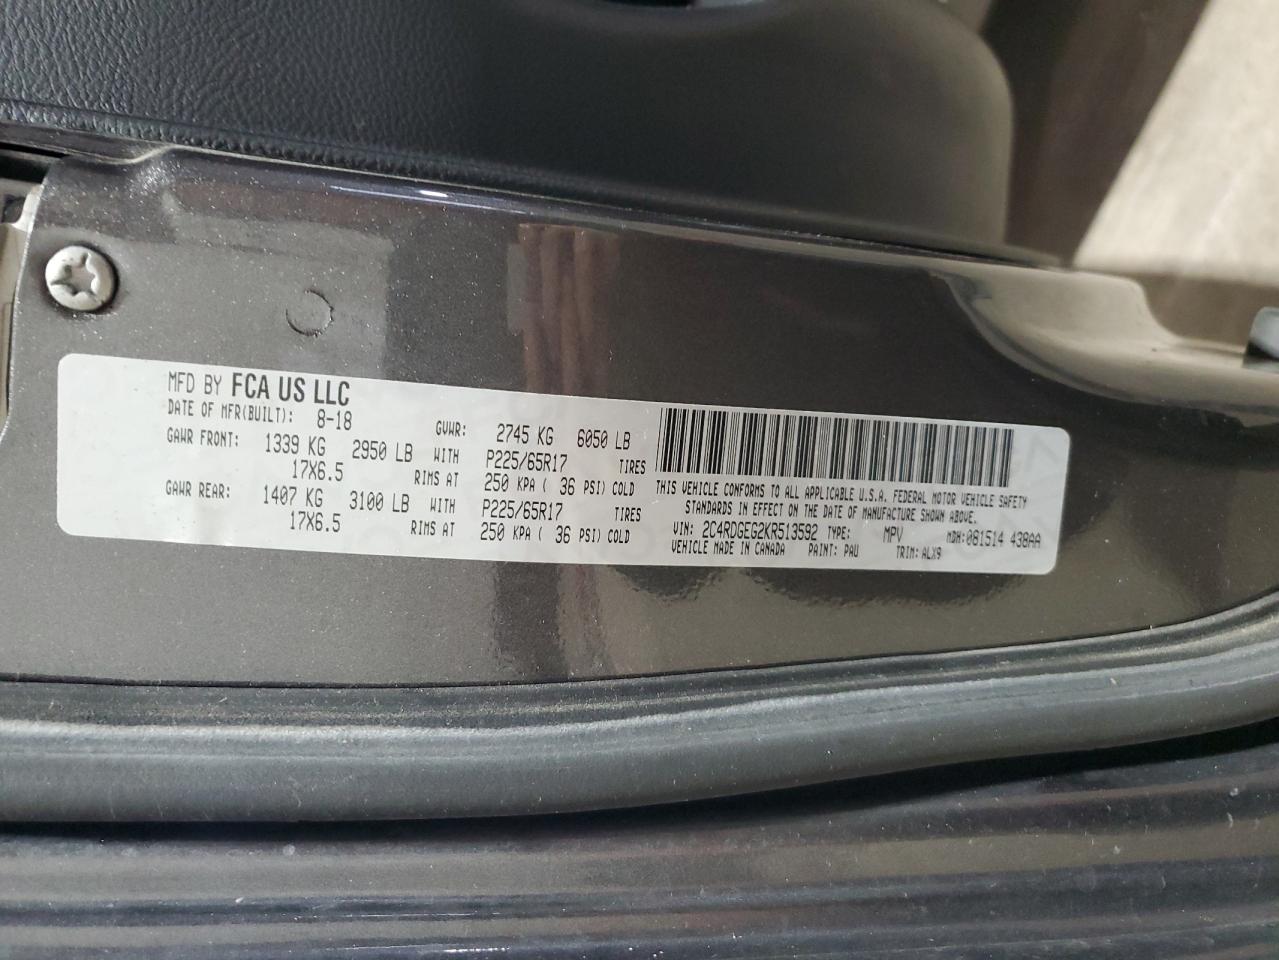 MFD BY FCA US LLC
DATE OF MFR(BUILT): 8-18 GVWR: 2745 KG 6050 LB
GAWR FRONT: 1339 KG 2950 LB WITH P225/65R17 TIRES
17X6.5 RIMS AT 250 KPA ( 36 PSI) COLD
GAWR REAR: 1407 KG 3100 LB WITH P225/65R17 TIRES
17X6.5 RIMS AT 250 KPA ( 36 PSI) COLD
THIS VEHICLE CONFORMS TO ALL APPLICABLE U.S.A. FEDERAL MOTOR VEHICLE SAFETY
STANDARDS IN EFFECT ON THE DATE OF MANUFACTURE SHOWN ABOVE.
VIN: 2C4RDGEG2KR513592 TYPE: MPV MDH: 081514 438AA
VEHICLE MADE IN CANADA PAINT: PAU TRIM: ALX9